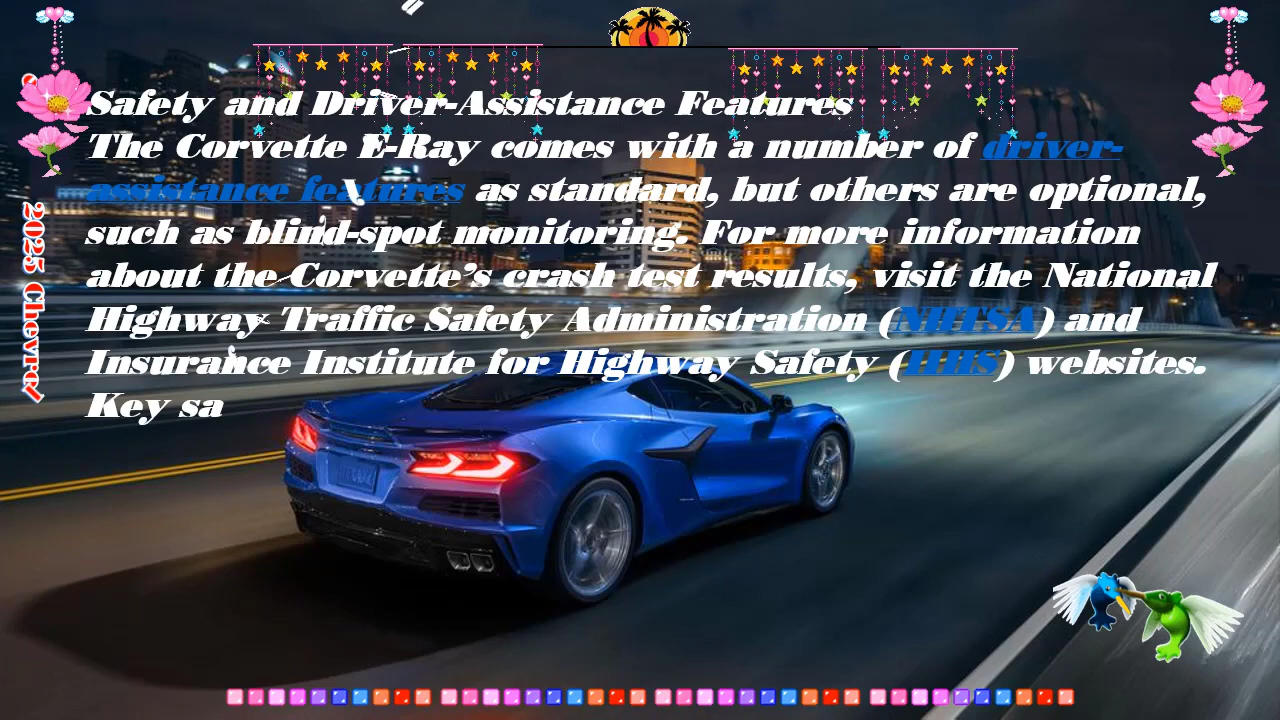 Safety and Driver-Assistance Features
The Corvette E-Ray comes with a number of driver-
assistance features as standard, but others are optional,
such as blind-spot monitoring. For more information
about the Corvette’s crash test results, visit the National
Highway Traffic Safety Administration (NHTSA) and
Insurance Institute for Highway Safety (IIHS) websites.
Key sa
2025 Chevrol